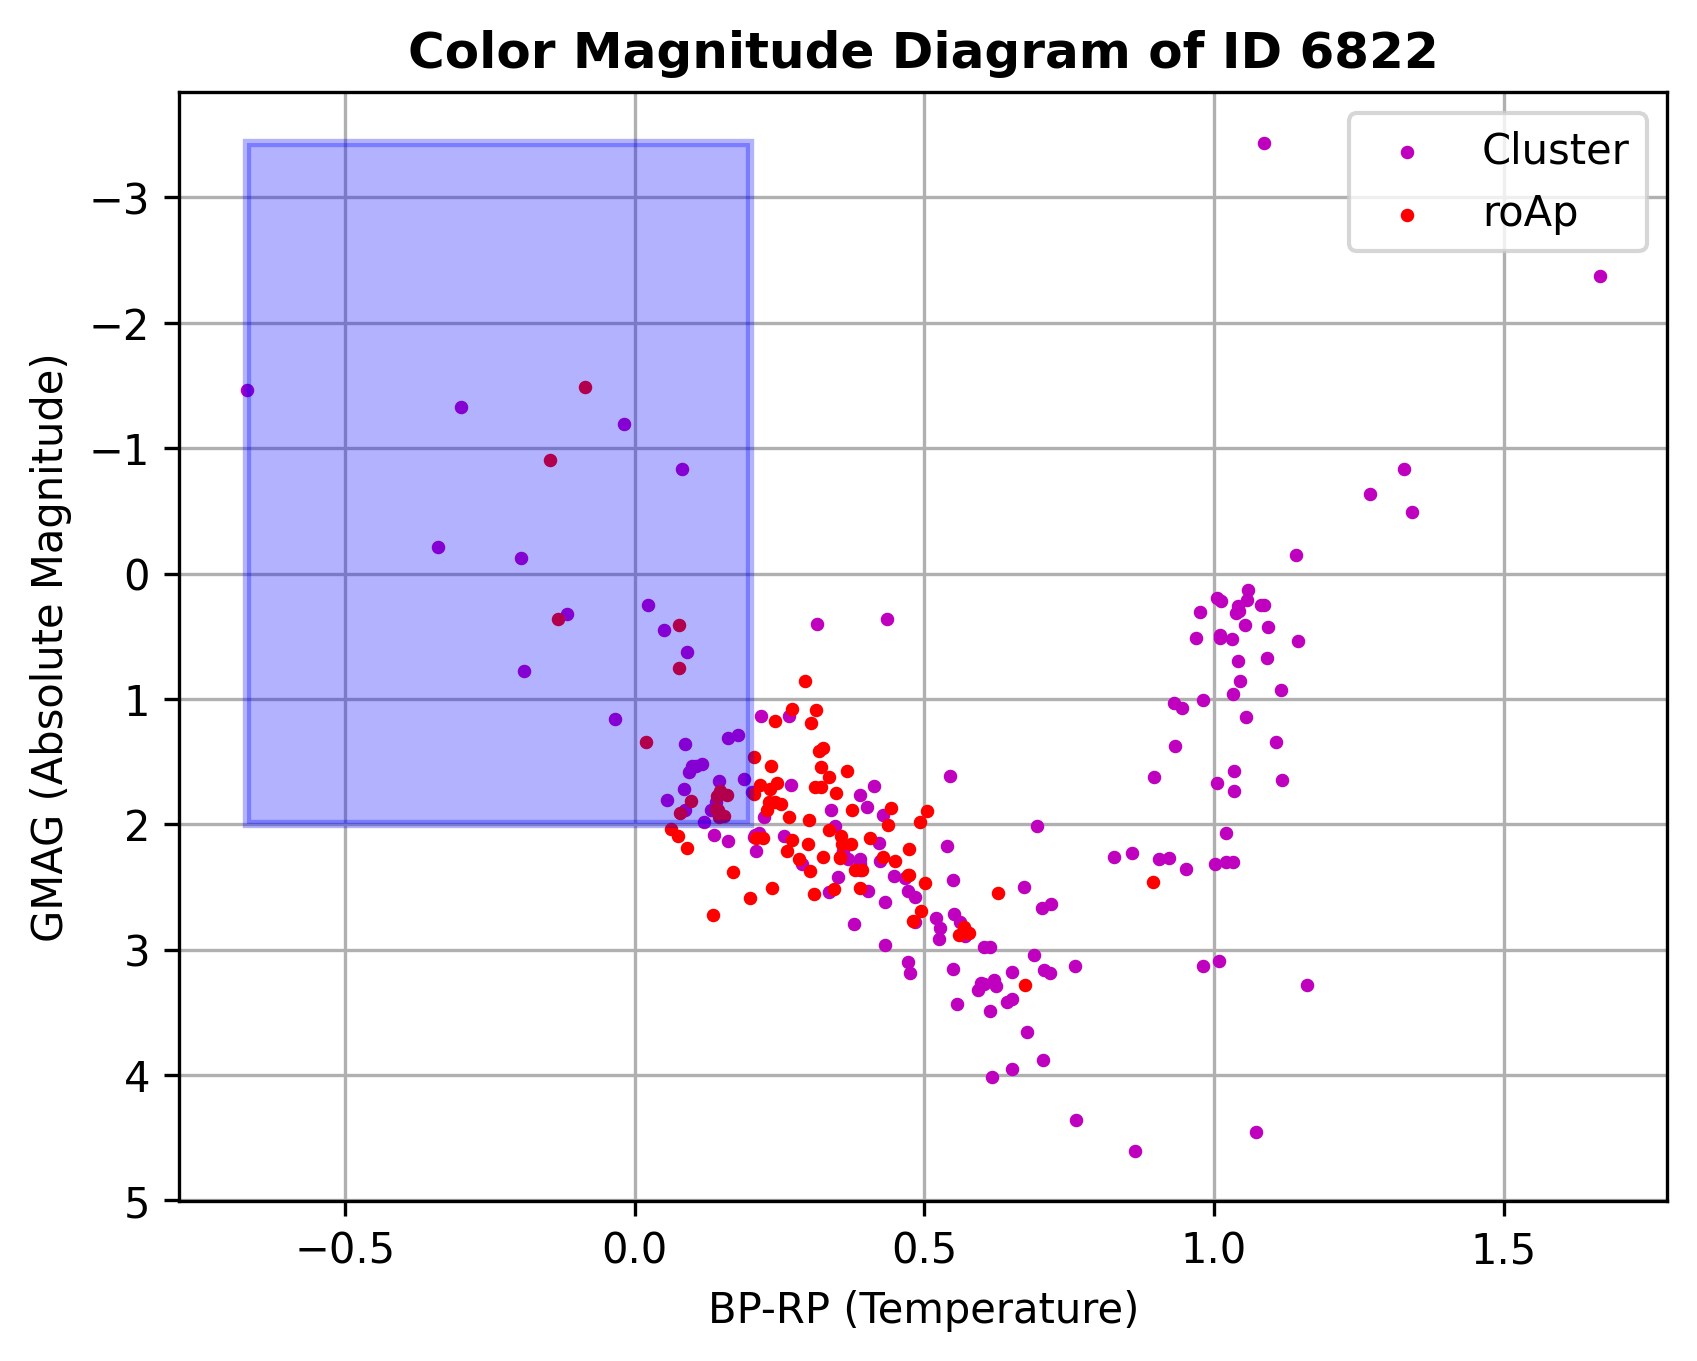 Color Magnitude Diagram of ID 6822
Cluster
roAp
−3
−2
−1
0
1
2
3
4
5
GMAG (Absolute Magnitude)
−0.5 0.0 0.5 1.0 1.5
BP-RP (Temperature)